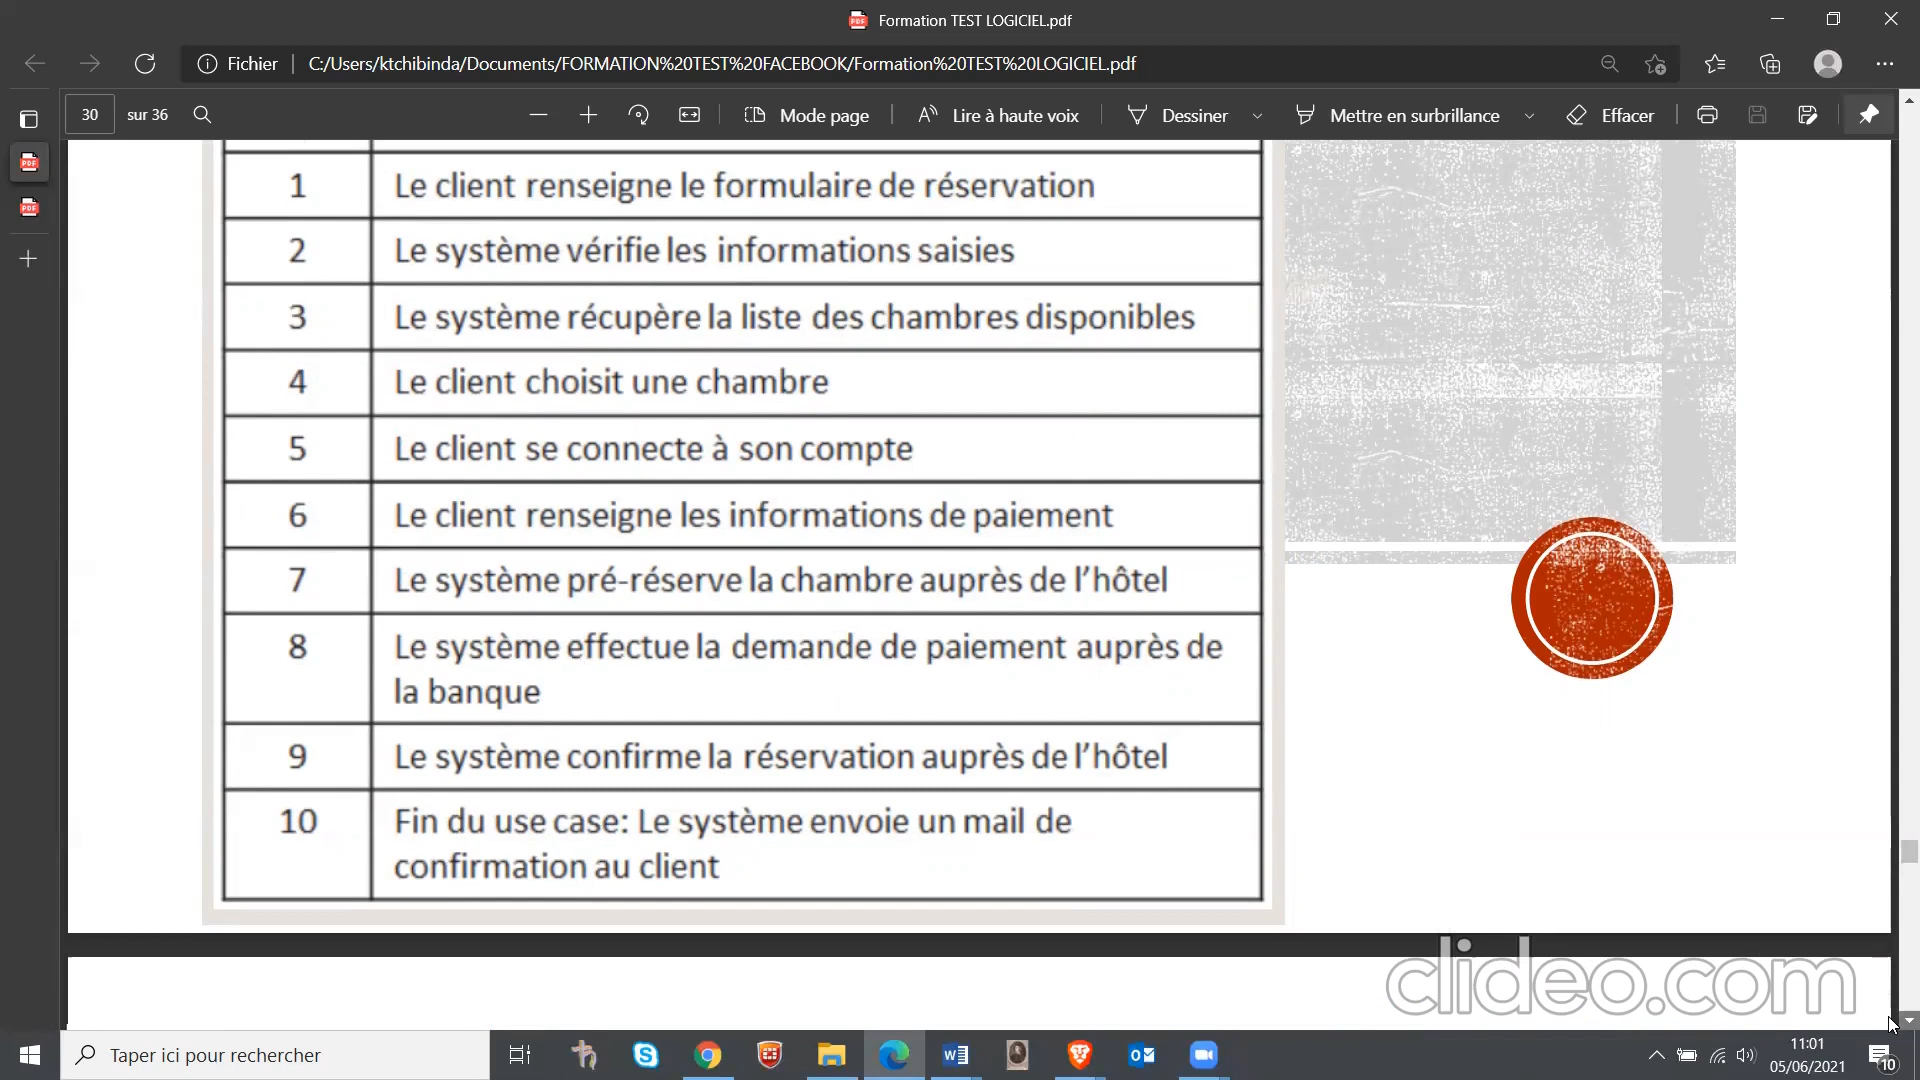 Formation TEST LOGICIEL.pdf
Fichier
C:/Users/ktchibinda/Documents/FORMATION%20TEST%20FACEBOOK/Formation%20TEST%20LOGICIEL.pdf
30 sur 36
Mode page
Lire à haute voix
Dessiner
Mettre en surbrillance
Effacer
1 Le client renseigne le formulaire de réservation
2 Le système vérifie les informations saisies
3 Le système récupère la liste des chambres disponibles
4 Le client choisit une chambre
5 Le client se connecte à son compte
6 Le client renseigne les informations de paiement
7 Le système pré-réserve la chambre auprès de l'hôtel
8 Le système effectue la demande de paiement auprès de
la banque
9 Le système confirme la réservation auprès de l'hôtel
10 Fin du use case: Le système envoie un mail de
confirmation au client
clideo.com
Taper ici pour rechercher
11:01
05/06/2021
10